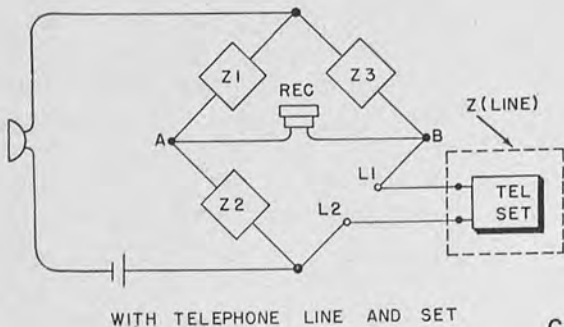 Z1
Z3
REC
Z(LINE)
A
B
L1
TEL
SET
Z2
L2
WITH TELEPHONE LINE AND SET